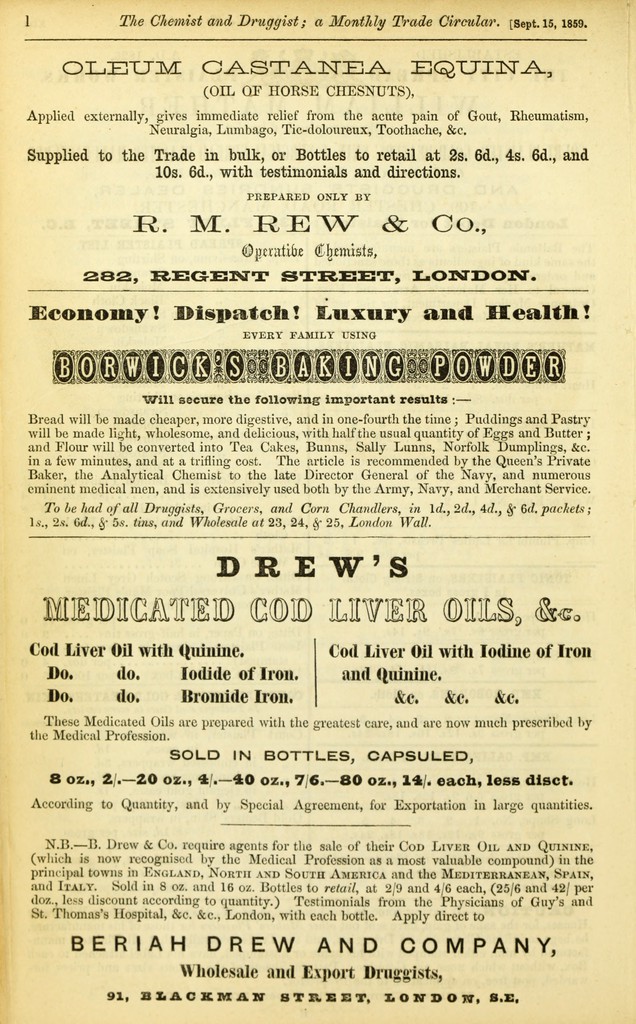 1 The Chemist and Druggist; a Monthly Trade Circular. [Sept. 15, 1859.
OLEUM CASTANEA EQUINA,
(OIL OF HORSE CHESNUTS),
Applied externally, gives immediate relief from the acute pain of Gout, Rheumatism,
Neuralgia, Lumbago, Tic-doloureux, Toothache, &c.
Supplied to the Trade in bulk, or Bottles to retail at 2s. 6d., 4s. 6d., and
10s. 6d., with testimonials and directions.
PREPARED ONLY BY
R. M. REW & Co.,
Operative Chemists,
282, REGENT STREET, LONDON.
Economy! Dispatch! Luxury and Health!
EVERY FAMILY USING
BORWICK'S BAKING POWDER
Will secure the following important results :—
Bread will be made cheaper, more digestive, and in one-fourth the time; Puddings and Pastry
will be made light, wholesome, and delicious, with half the usual quantity of Eggs and Butter;
and Flour will be converted into Tea Cakes, Bunns, Sally Lunns, Norfolk Dumplings, &c.
in a few minutes, and at a trifling cost. The article is recommended by the Queen's Private
Baker, the Analytical Chemist to the late Director General of the Navy, and numerous
eminent medical men, and is extensively used both by the Army, Navy, and Merchant Service.
To be had of all Druggists, Grocers, and Corn Chandlers, in 1d., 2d., 4d., & 6d. packets;
1s., 2s. 6d., & 5s. tins, and Wholesale at 23, 24, & 25, London Wall.
DREW'S
MEDICATED COD LIVER OILS, &c.
Cod Liver Oil with Quinine.
Do. do. Iodide of Iron.
Do. do. Bromide Iron.
Cod Liver Oil with Iodine of Iron
and Quinine.
&c. &c. &c.
These Medicated Oils are prepared with the greatest care, and are now much prescribed by
the Medical Profession.
SOLD IN BOTTLES, CAPSULED,
8 oz., 2/.—20 oz., 4/.—40 oz., 7/6.—80 oz., 14/. each, less disct.
According to Quantity, and by Special Agreement, for Exportation in large quantities.
N.B.—B. Drew & Co. require agents for the sale of their COD LIVER OIL AND QUININE,
(which is now recognised by the Medical Profession as a most valuable compound) in the
principal towns in ENGLAND, NORTH AND SOUTH AMERICA and the MEDITERRANEAN, SPAIN,
and ITALY. Sold in 8 oz. and 16 oz. Bottles to retail, at 2/9 and 4/6 each, (25/6 and 42/ per
doz., less discount according to quantity.) Testimonials from the Physicians of Guy's and
St. Thomas's Hospital, &c. &c., London, with each bottle. Apply direct to
BERIAH DREW AND COMPANY,
Wholesale and Export Druggists,
91, BLACKMAN STREET, LONDON, S.E,